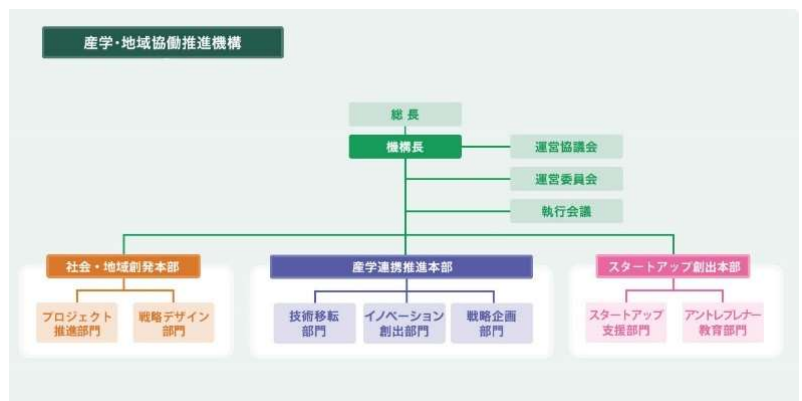 産学・地域協働推進機構
総長
機構長
運営協議会
運営委員会
執行会議
社会・地域創発本部
産学連携推進本部
スタートアップ創出本部
プロジェクト
推進部門
戦略デザイン
部門
技術移転
部門
イノベーション
創出部門
戦略企画
部門
スタートアップ
支援部門
アントレプレナー
教育部門